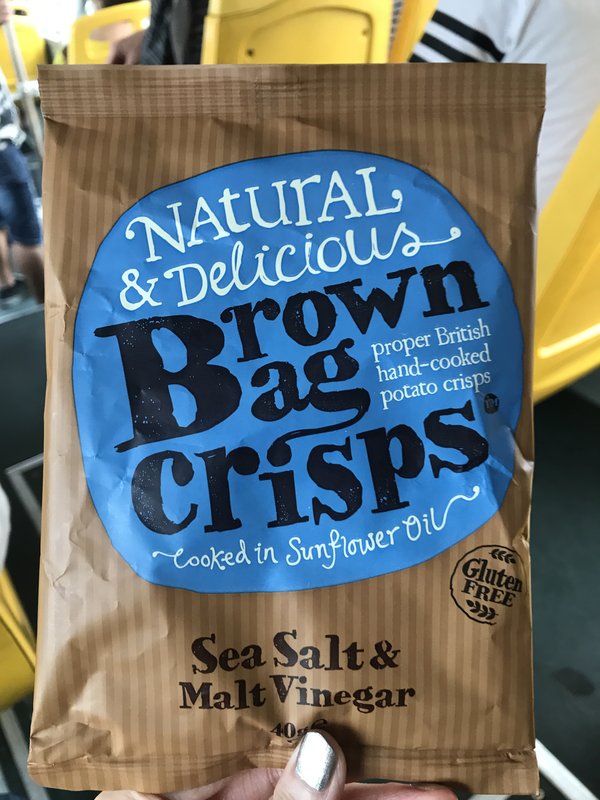 Natural
& Delicious
Brown
Bag
proper British
hand-cooked
potato crisps
Crisps
Cooked in Sunflower Oil
Gluten
FREE
Sea Salt &
Malt Vinegar
40g